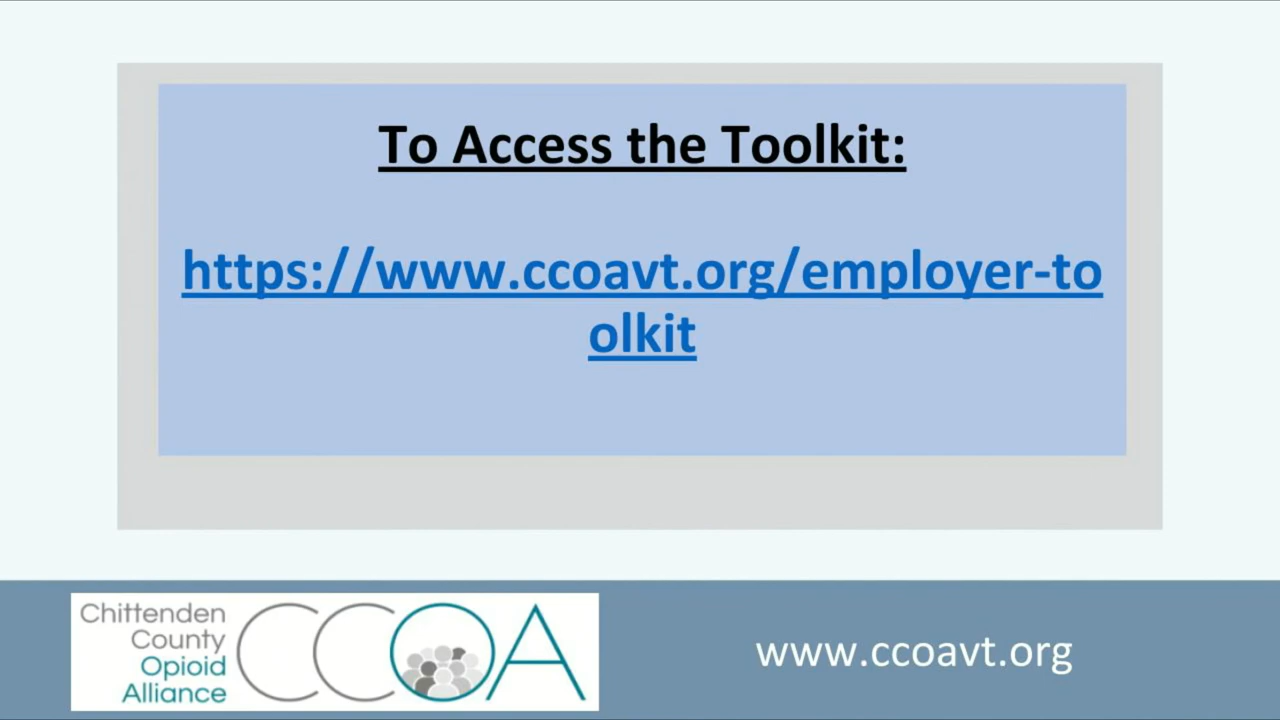 To Access the Toolkit:
https://www.ccoavt.org/employer-to
olkit
Chittenden
County
Opioid
Alliance
CCOA
www.ccoavt.org